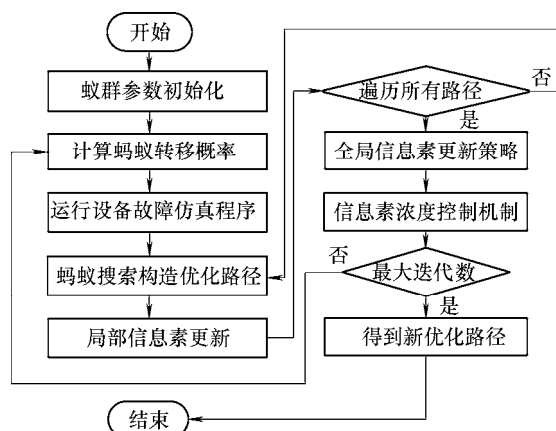 开始
蚁群参数初始化
计算蚂蚁转移概率
运行设备故障仿真程序
蚂蚁搜索构造优化路径
局部信息素更新
遍历所有路径
否
是
全局信息素更新策略
信息素浓度控制机制
否
最大迭代数
是
得到新优化路径
结束